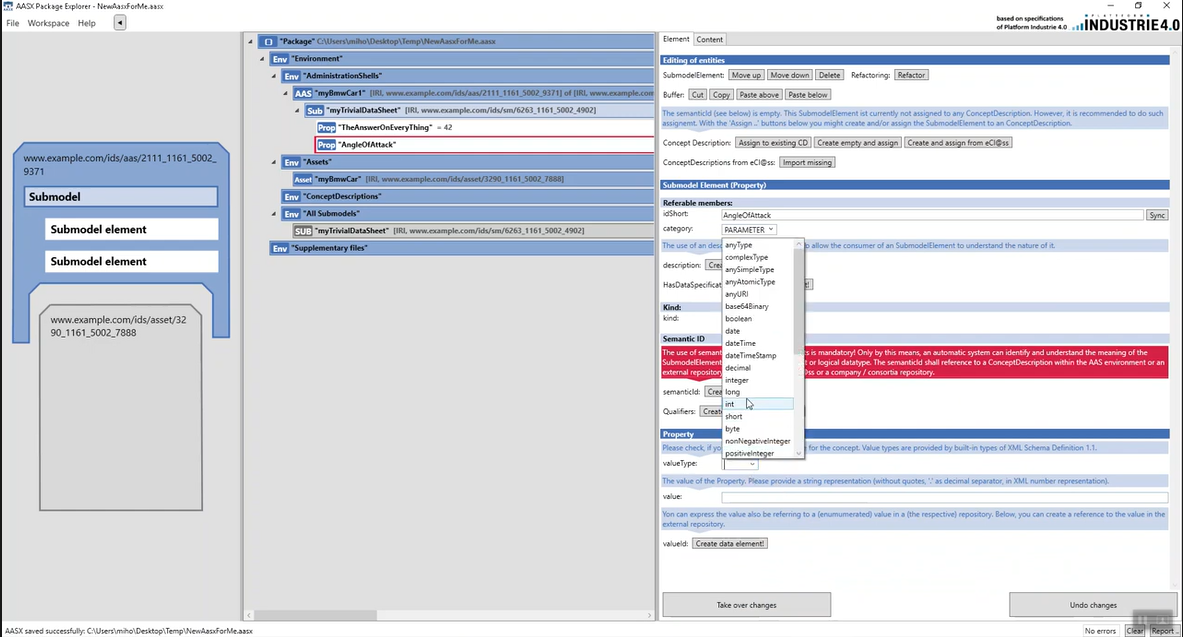 AASX Package Explorer - NewAasxForMe.aasx
File Workspace Help
based on specifications
of Platform Industrie 4.0
PLATTFORM
INDUSTRIE4.0
www.example.com/ids/aas/2111_1161_5002_
9371
Submodel
Submodel element
Submodel element
www.example.com/ids/asset/32
90_1161_5002_7888
"Package" C:\Users\miho\Desktop\Temp\NewAasxForMe.aasx
Env "Environment"
Env "AdministrationShells"
AAS "myBmwCar1" [IRI, www.example.com/ids/aas/2111_1161_5002_9371] of [IRI, www.example.com
Sub "myTrivialDataSheet" [IRI, www.example.com/ids/sm/6263_1161_5002_4902]
Prop "TheAnswerOnEveryThing" = 42
Prop "AngleOfAttack"
Env "Assets"
Asset "myBmwCar" [IRI, www.example.com/ids/asset/3290_1161_5002_7888]
Env "ConceptDescriptions"
Env "All Submodels"
SUB "myTrivialDataSheet" [IRI, www.example.com/ids/sm/6263_1161_5002_4902]
Env "Supplementary files"
Element Content
Editing of entities
SubmodelElement: Move up Move down Delete Refactoring: Refactor
Buffer: Cut Copy Paste above Paste below
The semanticId (see below) is empty. This SubmodelElement ist currently not assigned to any ConceptDescription. However, it is recommended to do such
assignemt. With the 'Assign ..' buttons below you might create and/or assign the SubmodelElement to an ConceptDescription.
Concept Description: Assign to existing CD Create empty and assign Create and assign from eCl@ss
ConceptDescriptions from eCl@ss: Import missing
Submodel Element (Property)
Referable members:
idShort: AngleOfAttack Sync
category: PARAMETER
The use of an des to allow the consumer of an SubmodelElement to understand the nature of it.
description: Crea
HasDataSpecificat
Kind:
kind:
Semantic ID
The use of semant is mandatory! Only by this means, an automatic system can identify and understand the meaning of the
SubmodelElement t or logical datatype. The semanticId shall reference to a ConceptDescription within the AAS environment or an
external repository @ss or a company / consortia repository.
semanticId: Crea
Qualifiers: Create
anyType
complexType
anySimpleType
anyAtomicType
anyURI
base64Binary
boolean
date
dateTime
dateTimeStamp
decimal
integer
long
int
short
byte
nonNegativeInteger
positiveInteger
Property
Please check, if yo for the concept. Value types are provided by built-in types of XML Schema Definition 1.1.
valueType:
The value of the Property. Please provide a string representation (without quotes, '.' as decimal separator, in XML number representation).
value:
Yon can express the value also be referring to a (enumumerated) value in a (the respective) repository. Below, you can create a reference to the value in the
external repository.
valueId: Create data element!
Take over changes Undo changes
AASX saved successfully: C:\Users\miho\Desktop\Temp\NewAasxForMe.aasx
No errors Clear Report ..